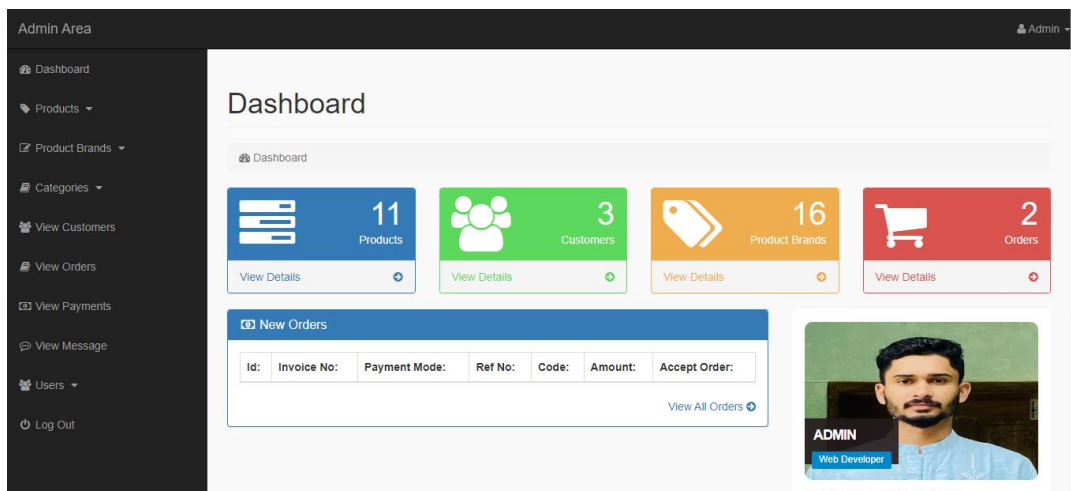 Admin Area
Admin
Dashboard
Products
Product Brands
Categories
View Customers
View Orders
View Payments
View Message
Users
Log Out
Dashboard
Dashboard
11
Products
View Details
3
Customers
View Details
16
Product Brands
View Details
2
Orders
View Details
New Orders
Id: Invoice No: Payment Mode: Ref No: Code: Amount: Accept Order:
View All Orders
ADMIN
Web Developer